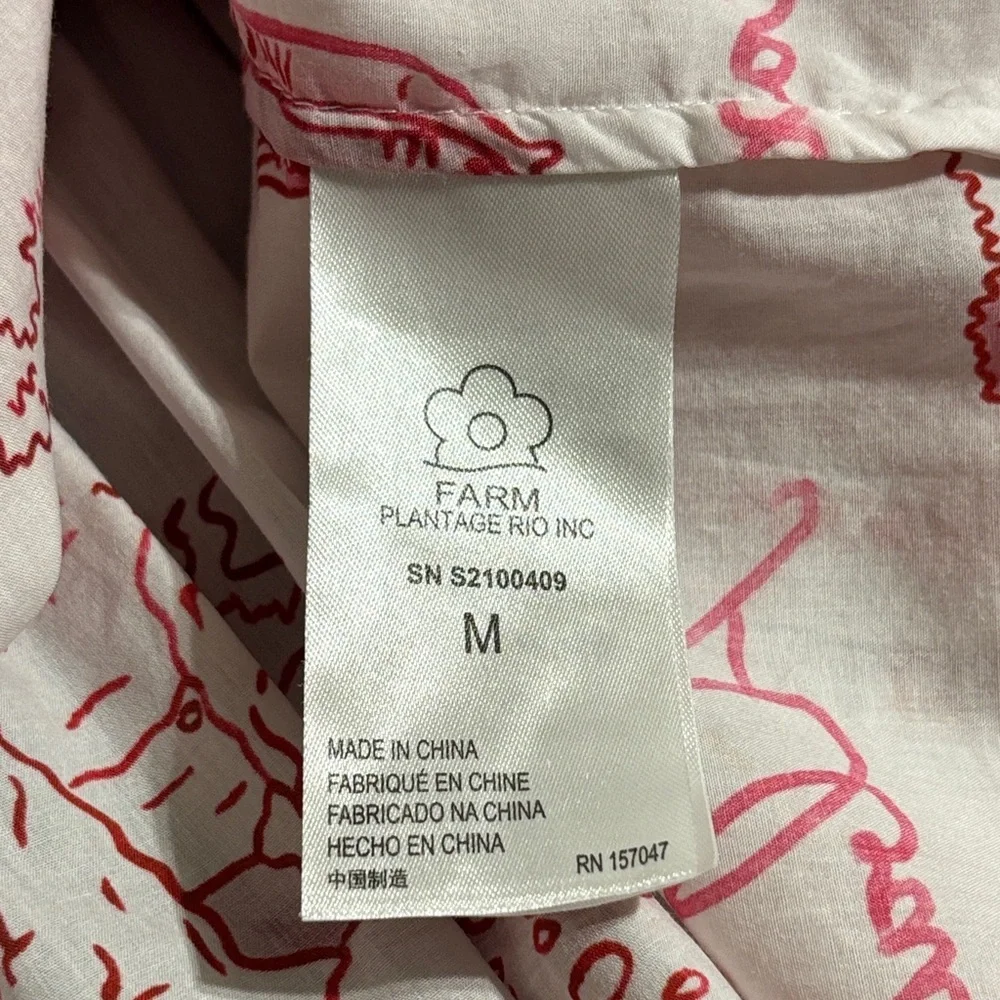 FARM
PLANTAGE RIO INC
SN S2100409
M
MADE IN CHINA
FABRIQUÉ EN CHINE
FABRICADO NA CHINA
HECHO EN CHINA
中国制造
RN 157047